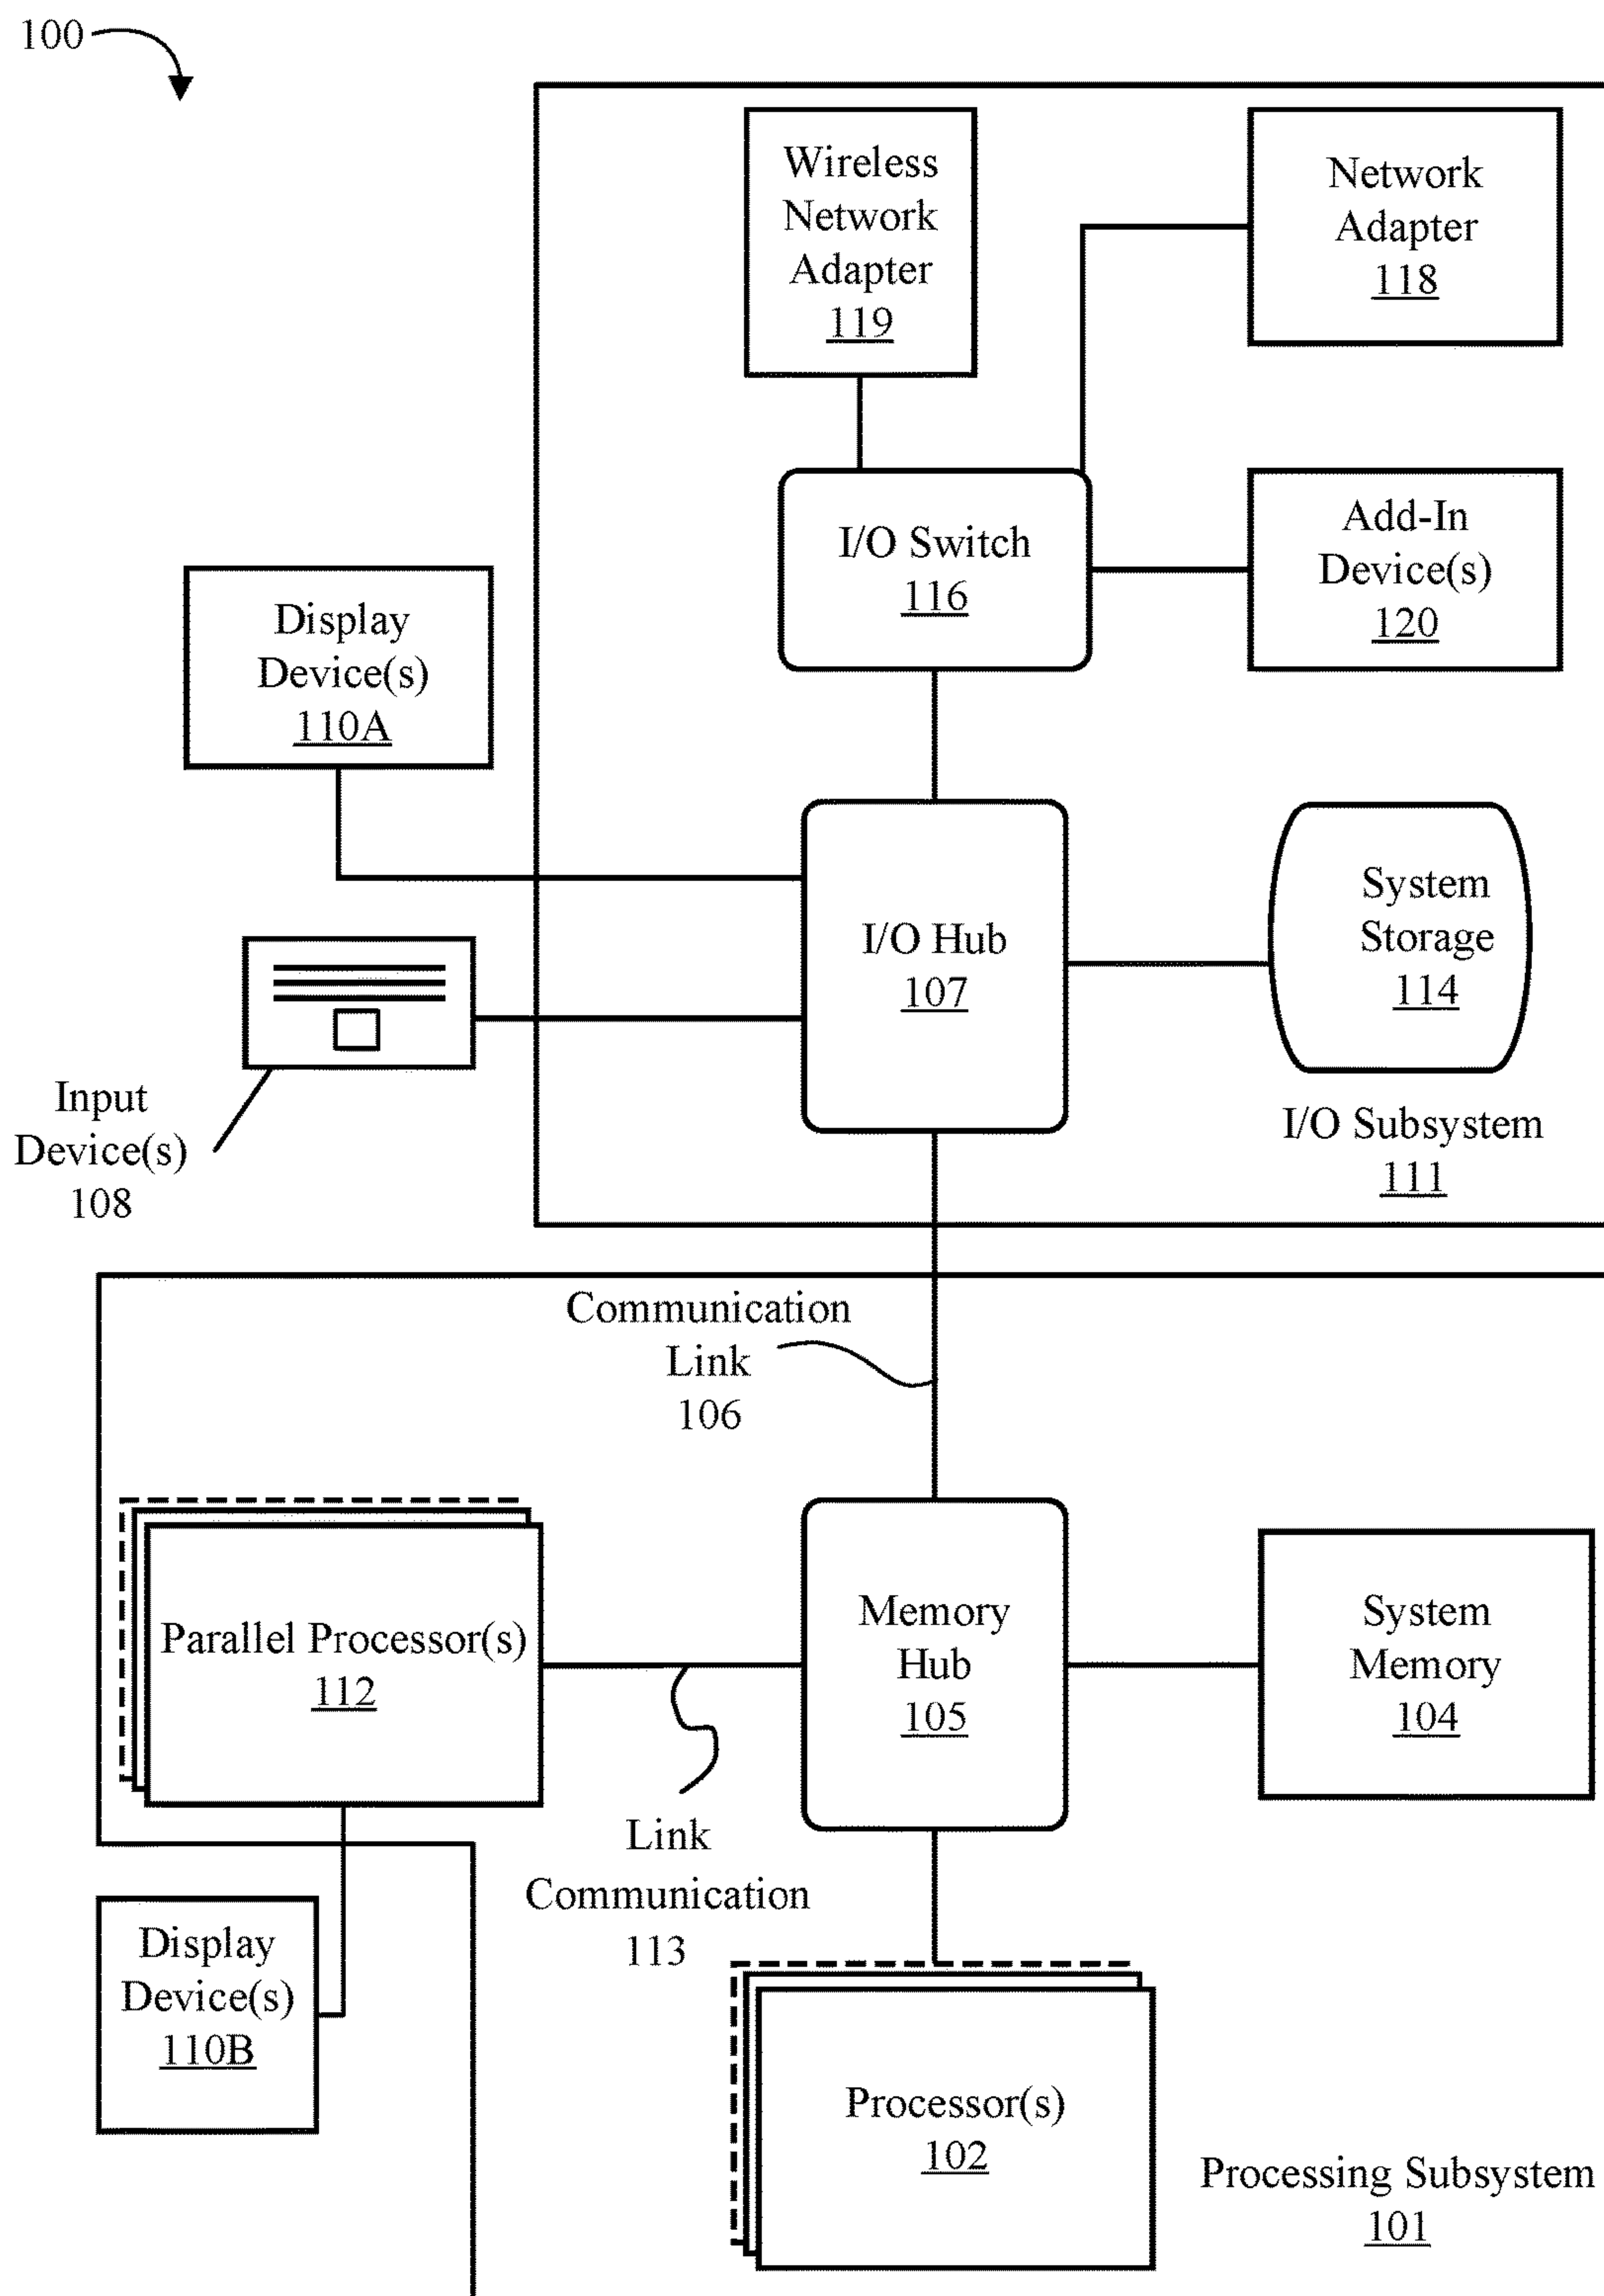 100
Wireless
Network
Adapter
119
Network
Adapter
118
I/O Switch
116
Add-In
Device(s)
120
Display
Device(s)
110A
I/O Hub
107
System
Storage
114
Input
Device(s)
108
I/O Subsystem
111
Communication
Link
106
Parallel Processor(s)
112
Memory
Hub
105
System
Memory
104
Link
Communication
113
Display
Device(s)
110B
Processor(s)
102
Processing Subsystem
101